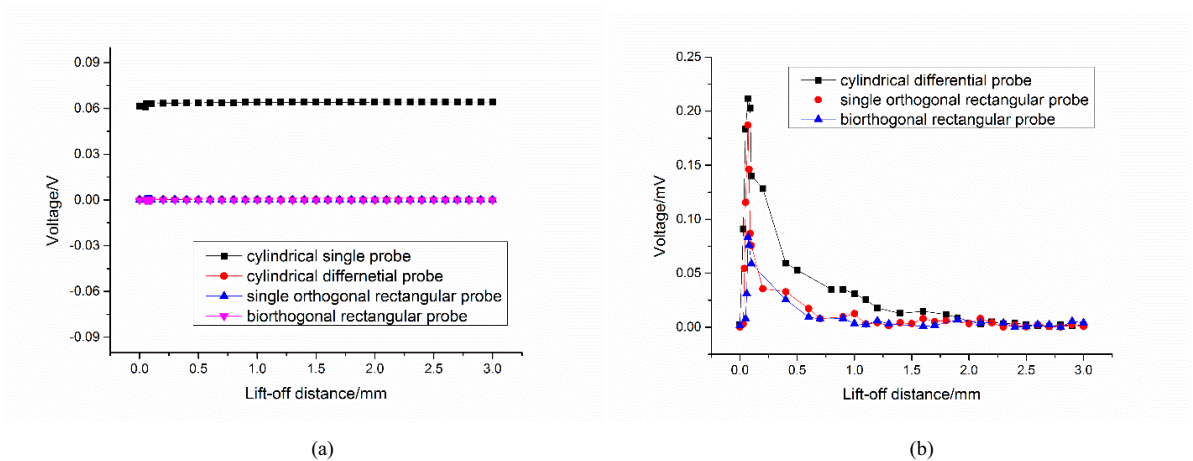 0.09
0.06
0.03
0.00
-0.03
-0.06
-0.09
Voltage/V
cylindrical single probe
cylindrical differnetial probe
single orthogonal rectangular probe
biorthogonal rectangular probe
0.0 0.5 1.0 1.5 2.0 2.5 3.0
Lift-off distance/mm
(a)
0.25
0.20
0.15
0.10
0.05
0.00
Voltage/mV
cylindrical differential probe
single orthogonal rectangular probe
biorthogonal rectangular probe
0.0 0.5 1.0 1.5 2.0 2.5 3.0
Lift-off distance/mm
(b)